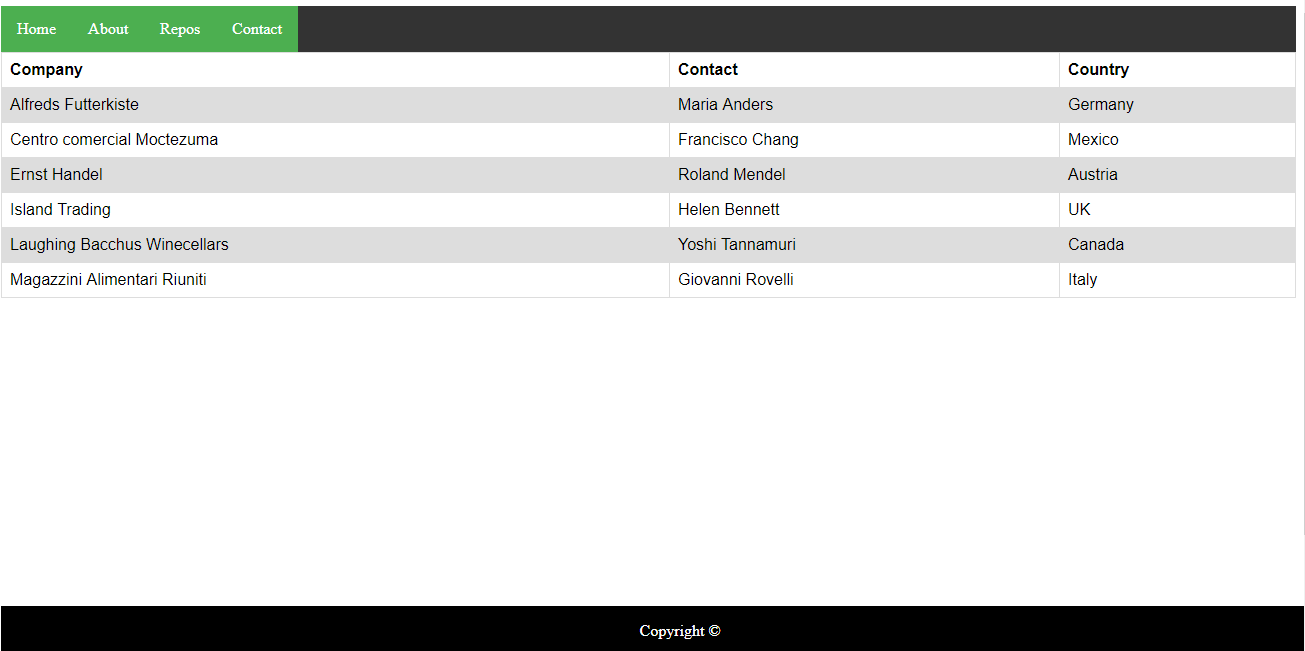 Home About Repos Contact
Company Contact Country
Alfreds Futterkiste Maria Anders Germany
Centro comercial Moctezuma Francisco Chang Mexico
Ernst Handel Roland Mendel Austria
Island Trading Helen Bennett UK
Laughing Bacchus Winecellars Yoshi Tannamuri Canada
Magazzini Alimentari Riuniti Giovanni Rovelli Italy
Copyright ©